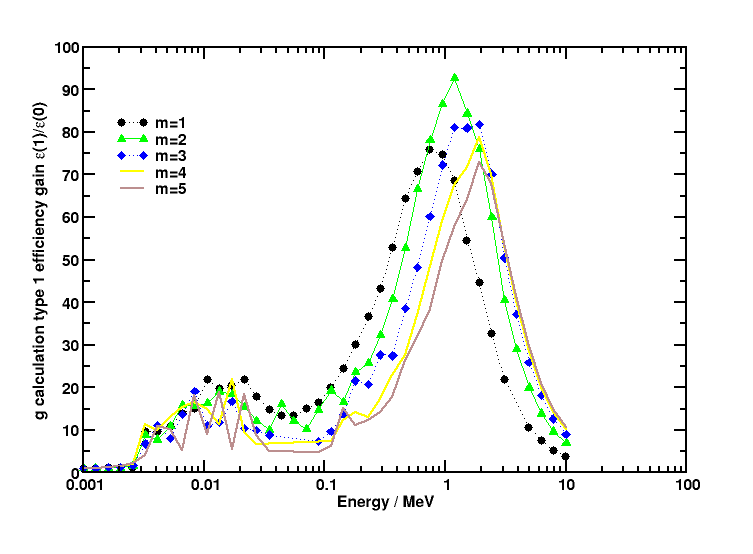 100
90
80
70
60
50
40
30
20
10
0
g calculation type 1 efficiency gain ε(1)/ε(0)
m=1
m=2
m=3
m=4
m=5
0.001 0.01 0.1 1 10 100
Energy / MeV